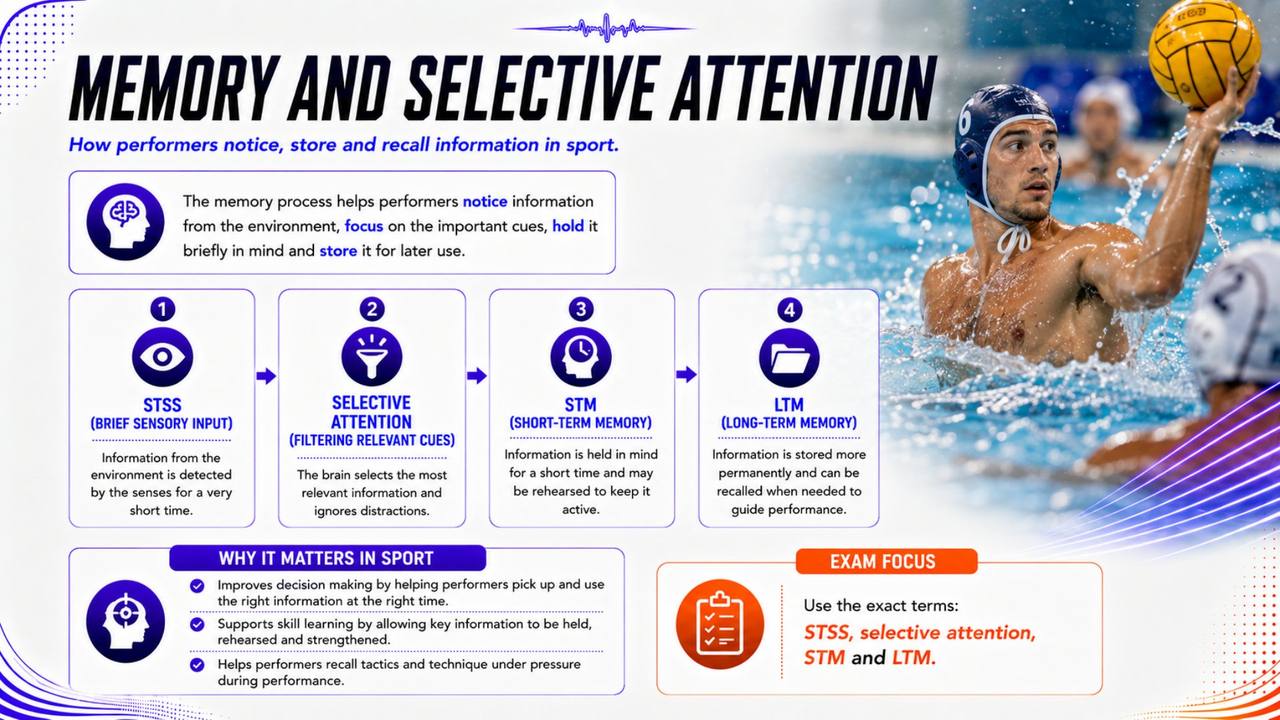 MEMORY AND SELECTIVE ATTENTION
How performers notice, store and recall information in sport.
The memory process helps performers notice information
from the environment, focus on the important cues, hold it
briefly in mind and store it for later use.
1
STSS
(BRIEF SENSORY INPUT)
Information from the
environment is detected
by the senses for a very
short time.
2
SELECTIVE
ATTENTION
(FILTERING RELEVANT CUES)
The brain selects the most
relevant information and
ignores distractions.
3
STM
(SHORT-TERM MEMORY)
Information is held in mind
for a short time and may
be rehearsed to keep it
active.
4
LTM
(LONG-TERM MEMORY)
Information is stored more
permanently and can be
recalled when needed to
guide performance.
WHY IT MATTERS IN SPORT
Improves decision making by helping performers pick up and use
the right information at the right time.
Supports skill learning by allowing key information to be held,
rehearsed and strengthened.
Helps performers recall tactics and technique under pressure
during performance.
EXAM FOCUS
Use the exact terms:
STSS, selective attention,
STM and LTM.
6
2